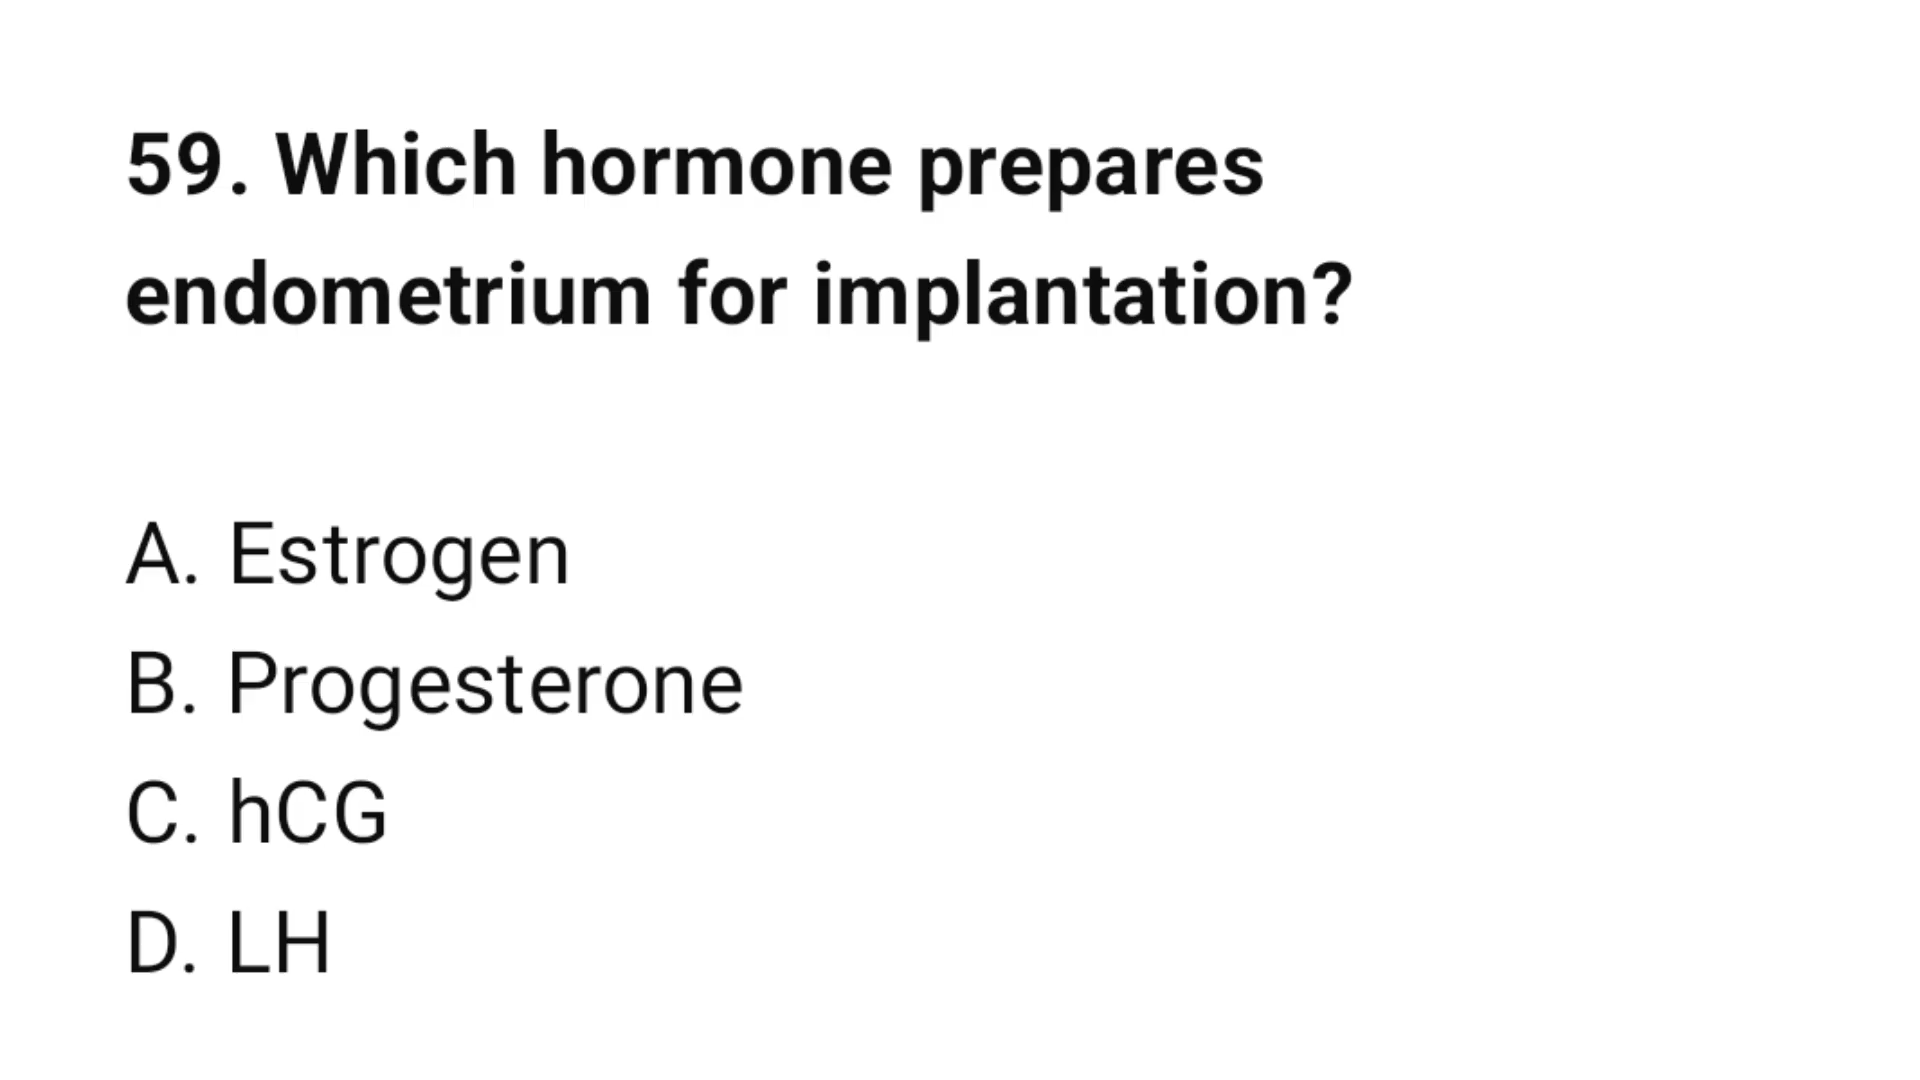 59. Which hormone prepares
endometrium for implantation?
A. Estrogen
B. Progesterone
C. hCG
D. LH